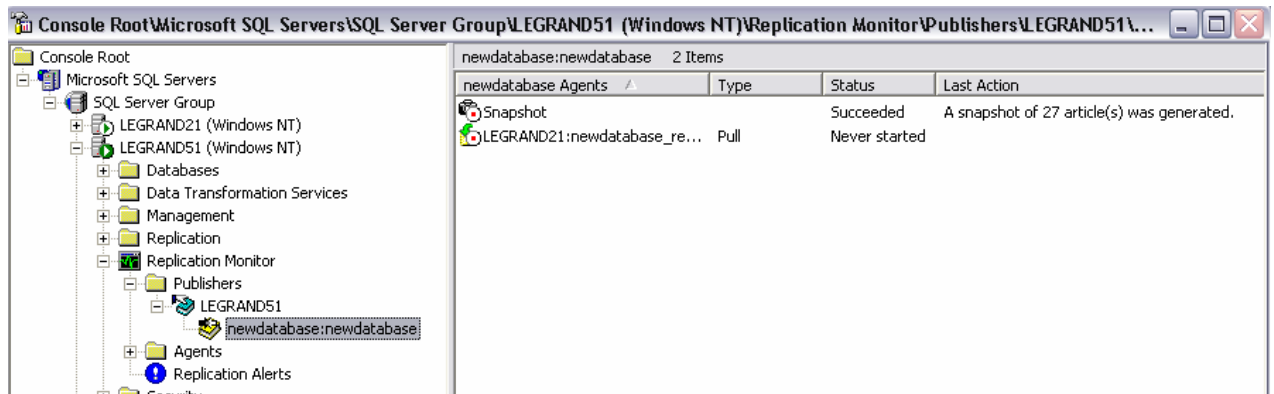 Console Root\Microsoft SQL Servers\SQL Server Group\LEGRAND51 (Windows NT)\Replication Monitor\Publishers\LEGRAND51\...
Console Root
Microsoft SQL Servers
SQL Server Group
LEGRAND21 (Windows NT)
LEGRAND51 (Windows NT)
Databases
Data Transformation Services
Management
Replication
Replication Monitor
Publishers
LEGRAND51
newdatabase:newdatabase
Agents
Replication Alerts
Security
newdatabase:newdatabase 2 Items
newdatabase Agents Type Status Last Action
Snapshot Succeeded A snapshot of 27 article(s) was generated.
LEGRAND21:newdatabase_re... Pull Never started